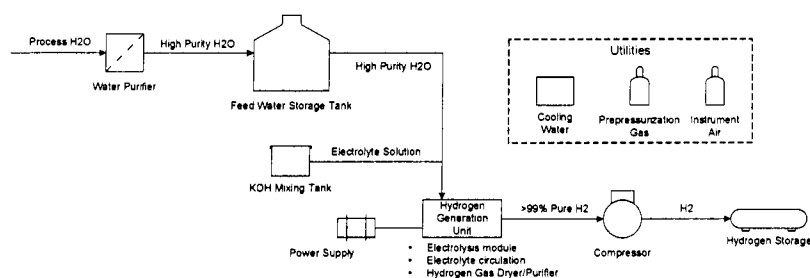 Process H2O
High Purity H2O
Water Purifier
Feed Water Storage Tank
High Purity H2O
Utilities
Cooling
Water
Prepressurization
Gas
Instrument
Air
Electrolyte Solution
KOH Mixing Tank
Hydrogen
Generation
Unit
>99% Pure H2
H2
Power Supply
Compressor
Hydrogen Storage
• Electrolysis module
• Electrolyte circulation
• Hydrogen Gas Dryer/Purifier